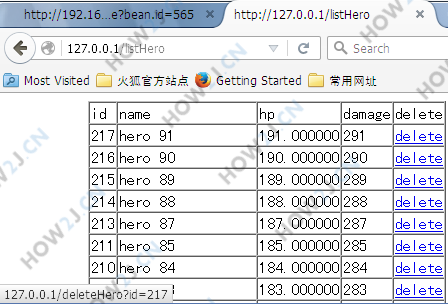 http://192.16...e?bean.id=565 × http://127.0.0.1/listHero
127.0.0.1/listHero Search
Most Visited 火狐官方站点 Getting Started 常用网址
id name hp damage delete
217 hero 91 191.000000 291 delete
216 hero 90 190.000000 290 delete
215 hero 89 189.000000 289 delete
214 hero 88 188.000000 288 delete
213 hero 87 187.000000 287 delete
211 hero 85 185.000000 285 delete
210 hero 84 184.000000 284 delete
183.000000 283 delete
127.0.0.1/deleteHero?id=217
HOW2J.CN